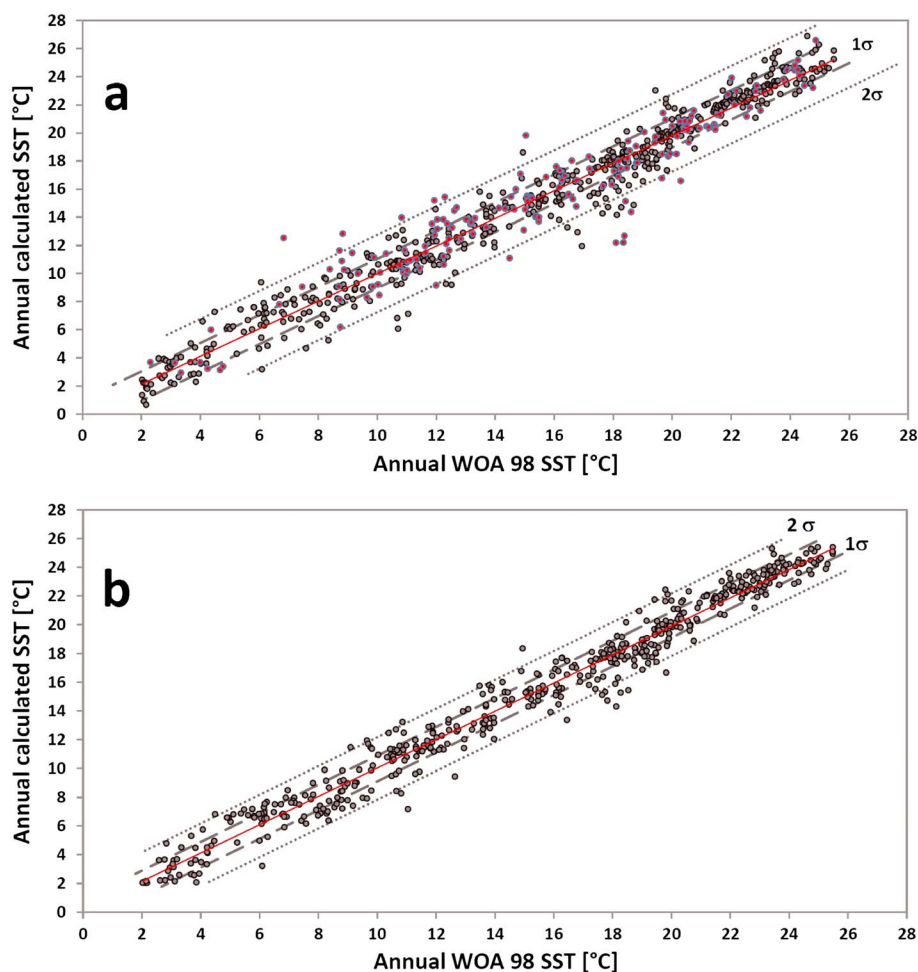 28
26
24
22
20
18
16
14
12
10
8
6
4
2
0
Annual calculated SST [°C]
a
1σ
2σ
0 2 4 6 8 10 12 14 16 18 20 22 24 26 28
Annual WOA 98 SST [°C]
28
26
24
22
20
18
16
14
12
10
8
6
4
2
0
Annual calculated SST [°C]
b
2 σ
1σ
0 2 4 6 8 10 12 14 16 18 20 22 24 26 28
Annual WOA 98 SST [°C]